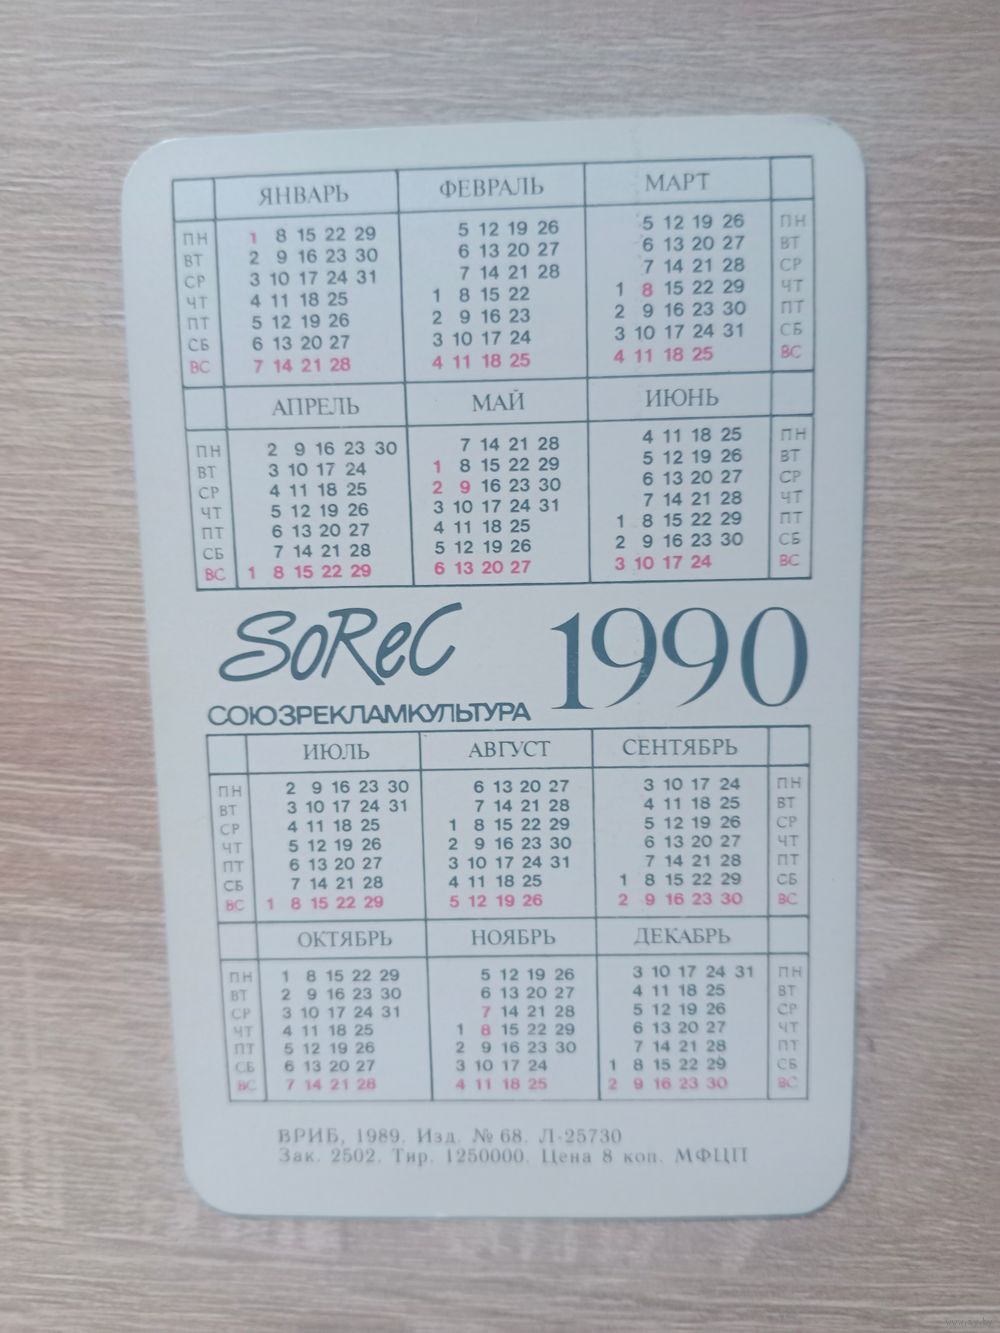 ЯНВАРЬ ФЕВРАЛЬ МАРТ
ПН 1 8 15 22 29 5 12 19 26 5 12 19 26 ПН
ВТ 2 9 16 23 30 6 13 20 27 6 13 20 27 ВТ
СР 3 10 17 24 31 7 14 21 28 7 14 21 28 СР
ЧТ 4 11 18 25 1 8 15 22 1 8 15 22 29 ЧТ
ПТ 5 12 19 26 2 9 16 23 2 9 16 23 30 ПТ
СБ 6 13 20 27 3 10 17 24 3 10 17 24 31 СБ
ВС 7 14 21 28 4 11 18 25 4 11 18 25 ВС
АПРЕЛЬ МАЙ ИЮНЬ
ПН 2 9 16 23 30 7 14 21 28 4 11 18 25 ПН
ВТ 3 10 17 24 1 8 15 22 29 5 12 19 26 ВТ
СР 4 11 18 25 2 9 16 23 30 6 13 20 27 СР
ЧТ 5 12 19 26 3 10 17 24 31 7 14 21 28 ЧТ
ПТ 6 13 20 27 4 11 18 25 1 8 15 22 29 ПТ
СБ 7 14 21 28 5 12 19 26 2 9 16 23 30 СБ
ВС 1 8 15 22 29 6 13 20 27 3 10 17 24 ВС
SoReC 1990
СОЮЗРЕКЛАМКУЛЬТУРА
ИЮЛЬ АВГУСТ СЕНТЯБРЬ
ПН 2 9 16 23 30 6 13 20 27 3 10 17 24 ПН
ВТ 3 10 17 24 31 7 14 21 28 4 11 18 25 ВТ
СР 4 11 18 25 1 8 15 22 29 5 12 19 26 СР
ЧТ 5 12 19 26 2 9 16 23 30 6 13 20 27 ЧТ
ПТ 6 13 20 27 3 10 17 24 31 7 14 21 28 ПТ
СБ 7 14 21 28 4 11 18 25 1 8 15 22 29 СБ
ВС 1 8 15 22 29 5 12 19 26 2 9 16 23 30 ВС
ОКТЯБРЬ НОЯБРЬ ДЕКАБРЬ
ПН 1 8 15 22 29 5 12 19 26 3 10 17 24 31 ПН
ВТ 2 9 16 23 30 6 13 20 27 4 11 18 25 ВТ
СР 3 10 17 24 31 7 14 21 28 5 12 19 26 СР
ЧТ 4 11 18 25 1 8 15 22 29 6 13 20 27 ЧТ
ПТ 5 12 19 26 2 9 16 23 30 7 14 21 28 ПТ
СБ 6 13 20 27 3 10 17 24 1 8 15 22 29 СБ
ВС 7 14 21 28 4 11 18 25 2 9 16 23 30 ВС
ВРИБ, 1989. Изд. № 68. Л-25730
Зак. 2502. Тир. 1250000. Цена 8 коп. МФЦП